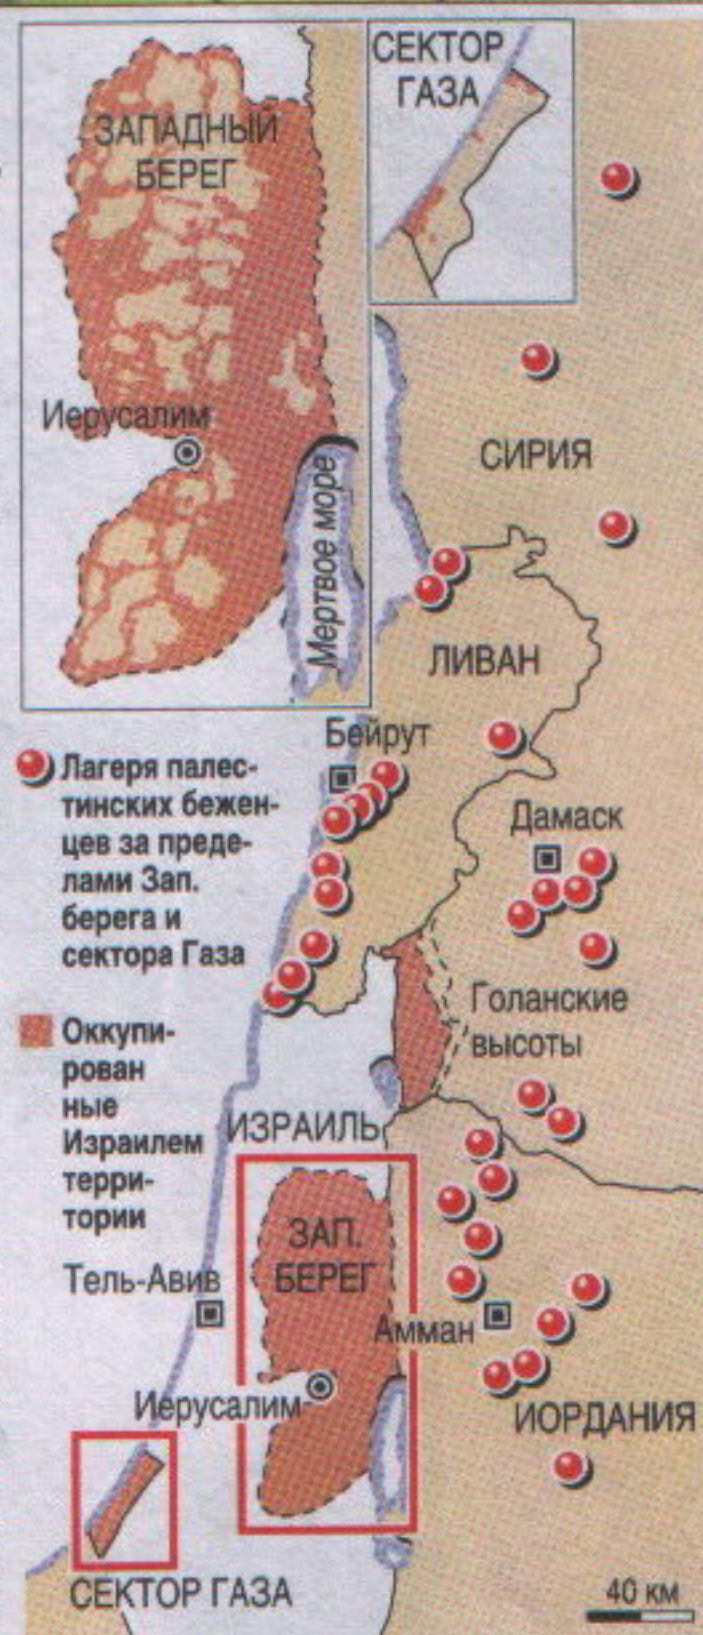 СЕКТОР
ГАЗА
ЗАПАДНЫЙ
БЕРЕГ
Иерусалим
Мертвое море
СИРИЯ
ЛИВАН
Бейрут
Лагеря палес-
тинских бежен-
цев за преде-
лами Зап.
берега и
сектора Газа
Дамаск
Голанские
высоты
Оккупи-
рован
ные
Израилем
терри-
тории
ИЗРАИЛЬ
ЗАП.
БЕРЕГ
Тель-Авив
Амман
Иерусалим
ИОРДАНИЯ
СЕКТОР ГАЗА
40 км